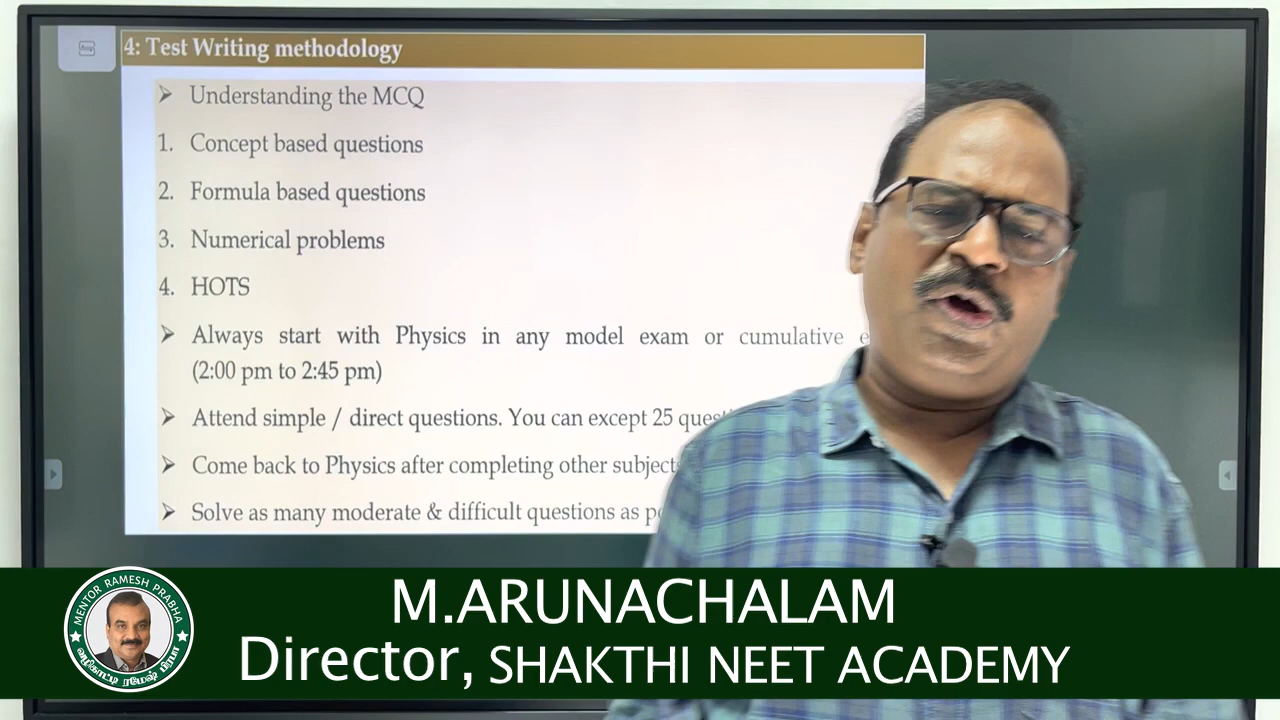 4: Test Writing methodology
➢ Understanding the MCQ
1. Concept based questions
2. Formula based questions
3. Numerical problems
4. HOTS
➢ Always start with Physics in any model exam or cumulative
(2:00 pm to 2:45 pm)
➢ Attend simple / direct questions. You can except 25
➢ Come back to Physics after completing other
➢ Solve as many moderate & difficult questions as
M.ARUNACHALAM
Director, SHAKTHI NEET ACADEMY
MENTOR RAMESH PRABHA
வழிகாட்டி ரமேஷ் பிரபா